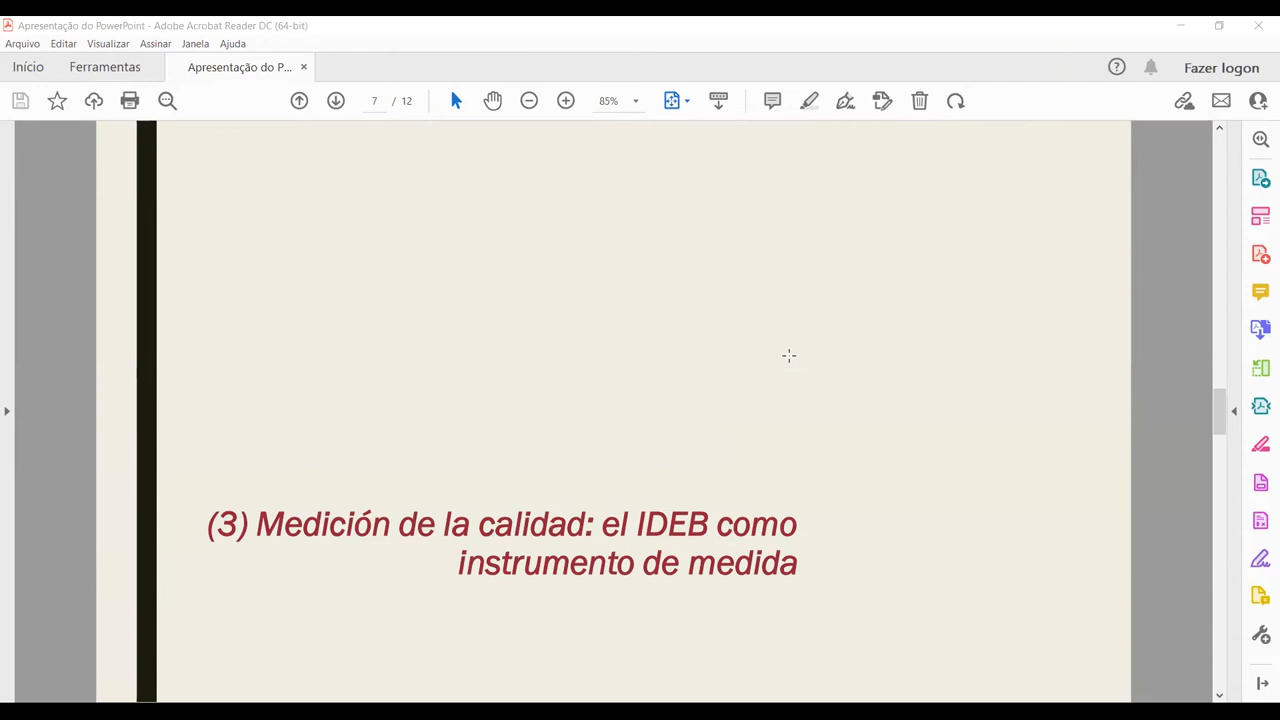 Apresentação do PowerPoint - Adobe Acrobat Reader DC (64-bit)
Arquivo Editar Visualizar Assinar Janela Ajuda
Início Ferramentas Apresentação do P... Fazer logon
7 / 12 85%
(3) Medición de la calidad: el IDEB como
instrumento de medida